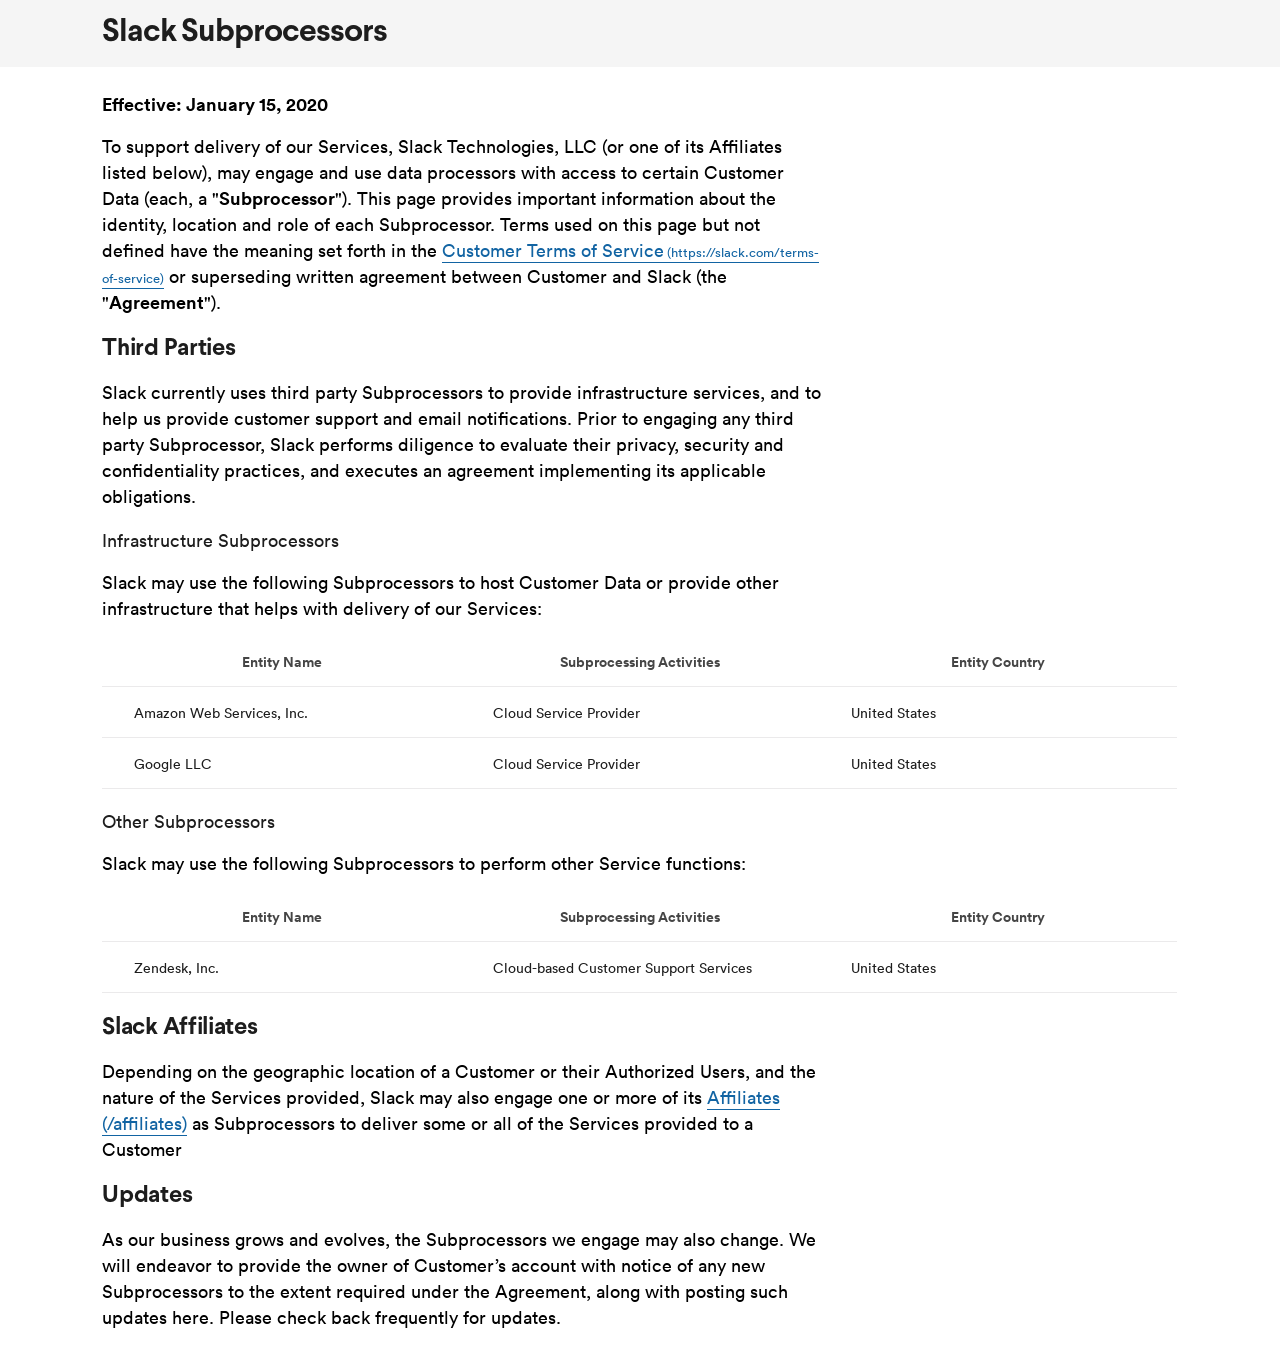 Slack Subprocessors
Effective: January 15, 2020
To support delivery of our Services, Slack Technologies, LLC (or one of its Affiliates
listed below), may engage and use data processors with access to certain Customer
Data (each, a "Subprocessor"). This page provides important information about the
identity, location and role of each Subprocessor. Terms used on this page but not
defined have the meaning set forth in the Customer Terms of Service (https://slack.com/terms-
of-service) or superseding written agreement between Customer and Slack (the
"Agreement").
Third Parties
Slack currently uses third party Subprocessors to provide infrastructure services, and to
help us provide customer support and email notifications. Prior to engaging any third
party Subprocessor, Slack performs diligence to evaluate their privacy, security and
confidentiality practices, and executes an agreement implementing its applicable
obligations.
Infrastructure Subprocessors
Slack may use the following Subprocessors to host Customer Data or provide other
infrastructure that helps with delivery of our Services:
Entity Name Subprocessing Activities Entity Country
Amazon Web Services, Inc. Cloud Service Provider United States
Google LLC Cloud Service Provider United States
Other Subprocessors
Slack may use the following Subprocessors to perform other Service functions:
Entity Name Subprocessing Activities Entity Country
Zendesk, Inc. Cloud-based Customer Support Services United States
Slack Affiliates
Depending on the geographic location of a Customer or their Authorized Users, and the
nature of the Services provided, Slack may also engage one or more of its Affiliates
(/affiliates) as Subprocessors to deliver some or all of the Services provided to a
Customer
Updates
As our business grows and evolves, the Subprocessors we engage may also change. We
will endeavor to provide the owner of Customer’s account with notice of any new
Subprocessors to the extent required under the Agreement, along with posting such
updates here. Please check back frequently for updates.